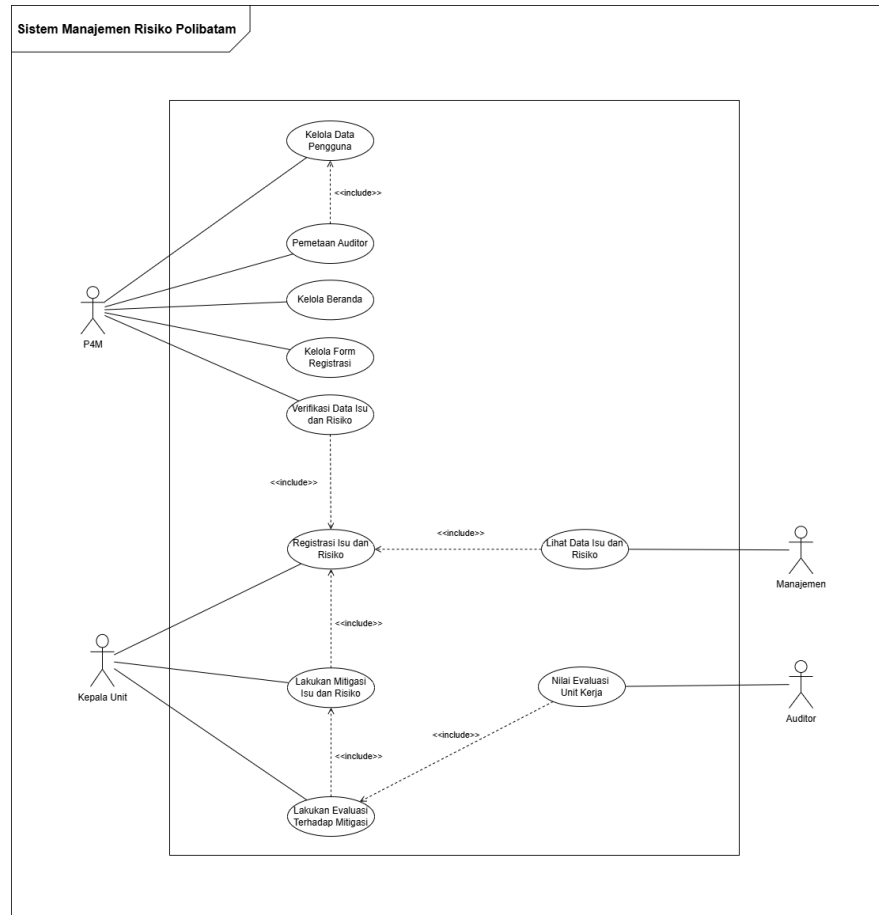 Sistem Manajemen Risiko Polibatam
Kelola Data
Pengguna
<<include>>
Pemetaan Auditor
Kelola Beranda
P4M
Kelola Form
Registrasi
Verifikasi Data Isu
dan Risiko
<<include>>
Registrasi Isu dan
Risiko
<<include>>
Lihat Data Isu dan
Risiko
Manajemen
<<include>>
Kepala Unit
Lakukan Mitigasi
Isu dan Risiko
Nilai Evaluasi
Unit Kerja
Auditor
<<include>>
<<include>>
Lakukan Evaluasi
Terhadap Mitigasi